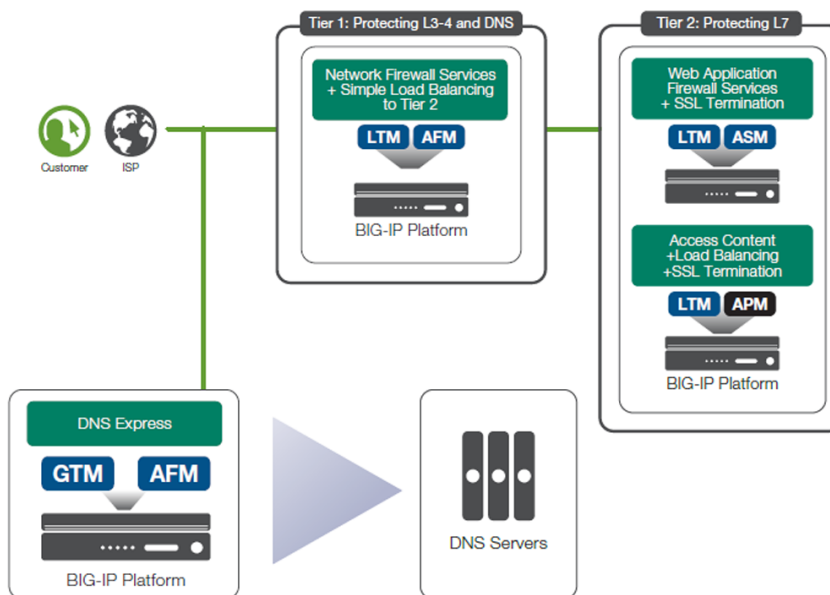 Tier 1: Protecting L3-4 and DNS
Network Firewall Services
+ Simple Load Balancing
to Tier 2
LTM
AFM
BIG-IP Platform
Tier 2: Protecting L7
Web Application
Firewall Services
+ SSL Termination
LTM
ASM
Access Content
+Load Balancing
+SSL Termination
LTM
APM
BIG-IP Platform
Customer
ISP
DNS Express
GTM
AFM
BIG-IP Platform
DNS Servers